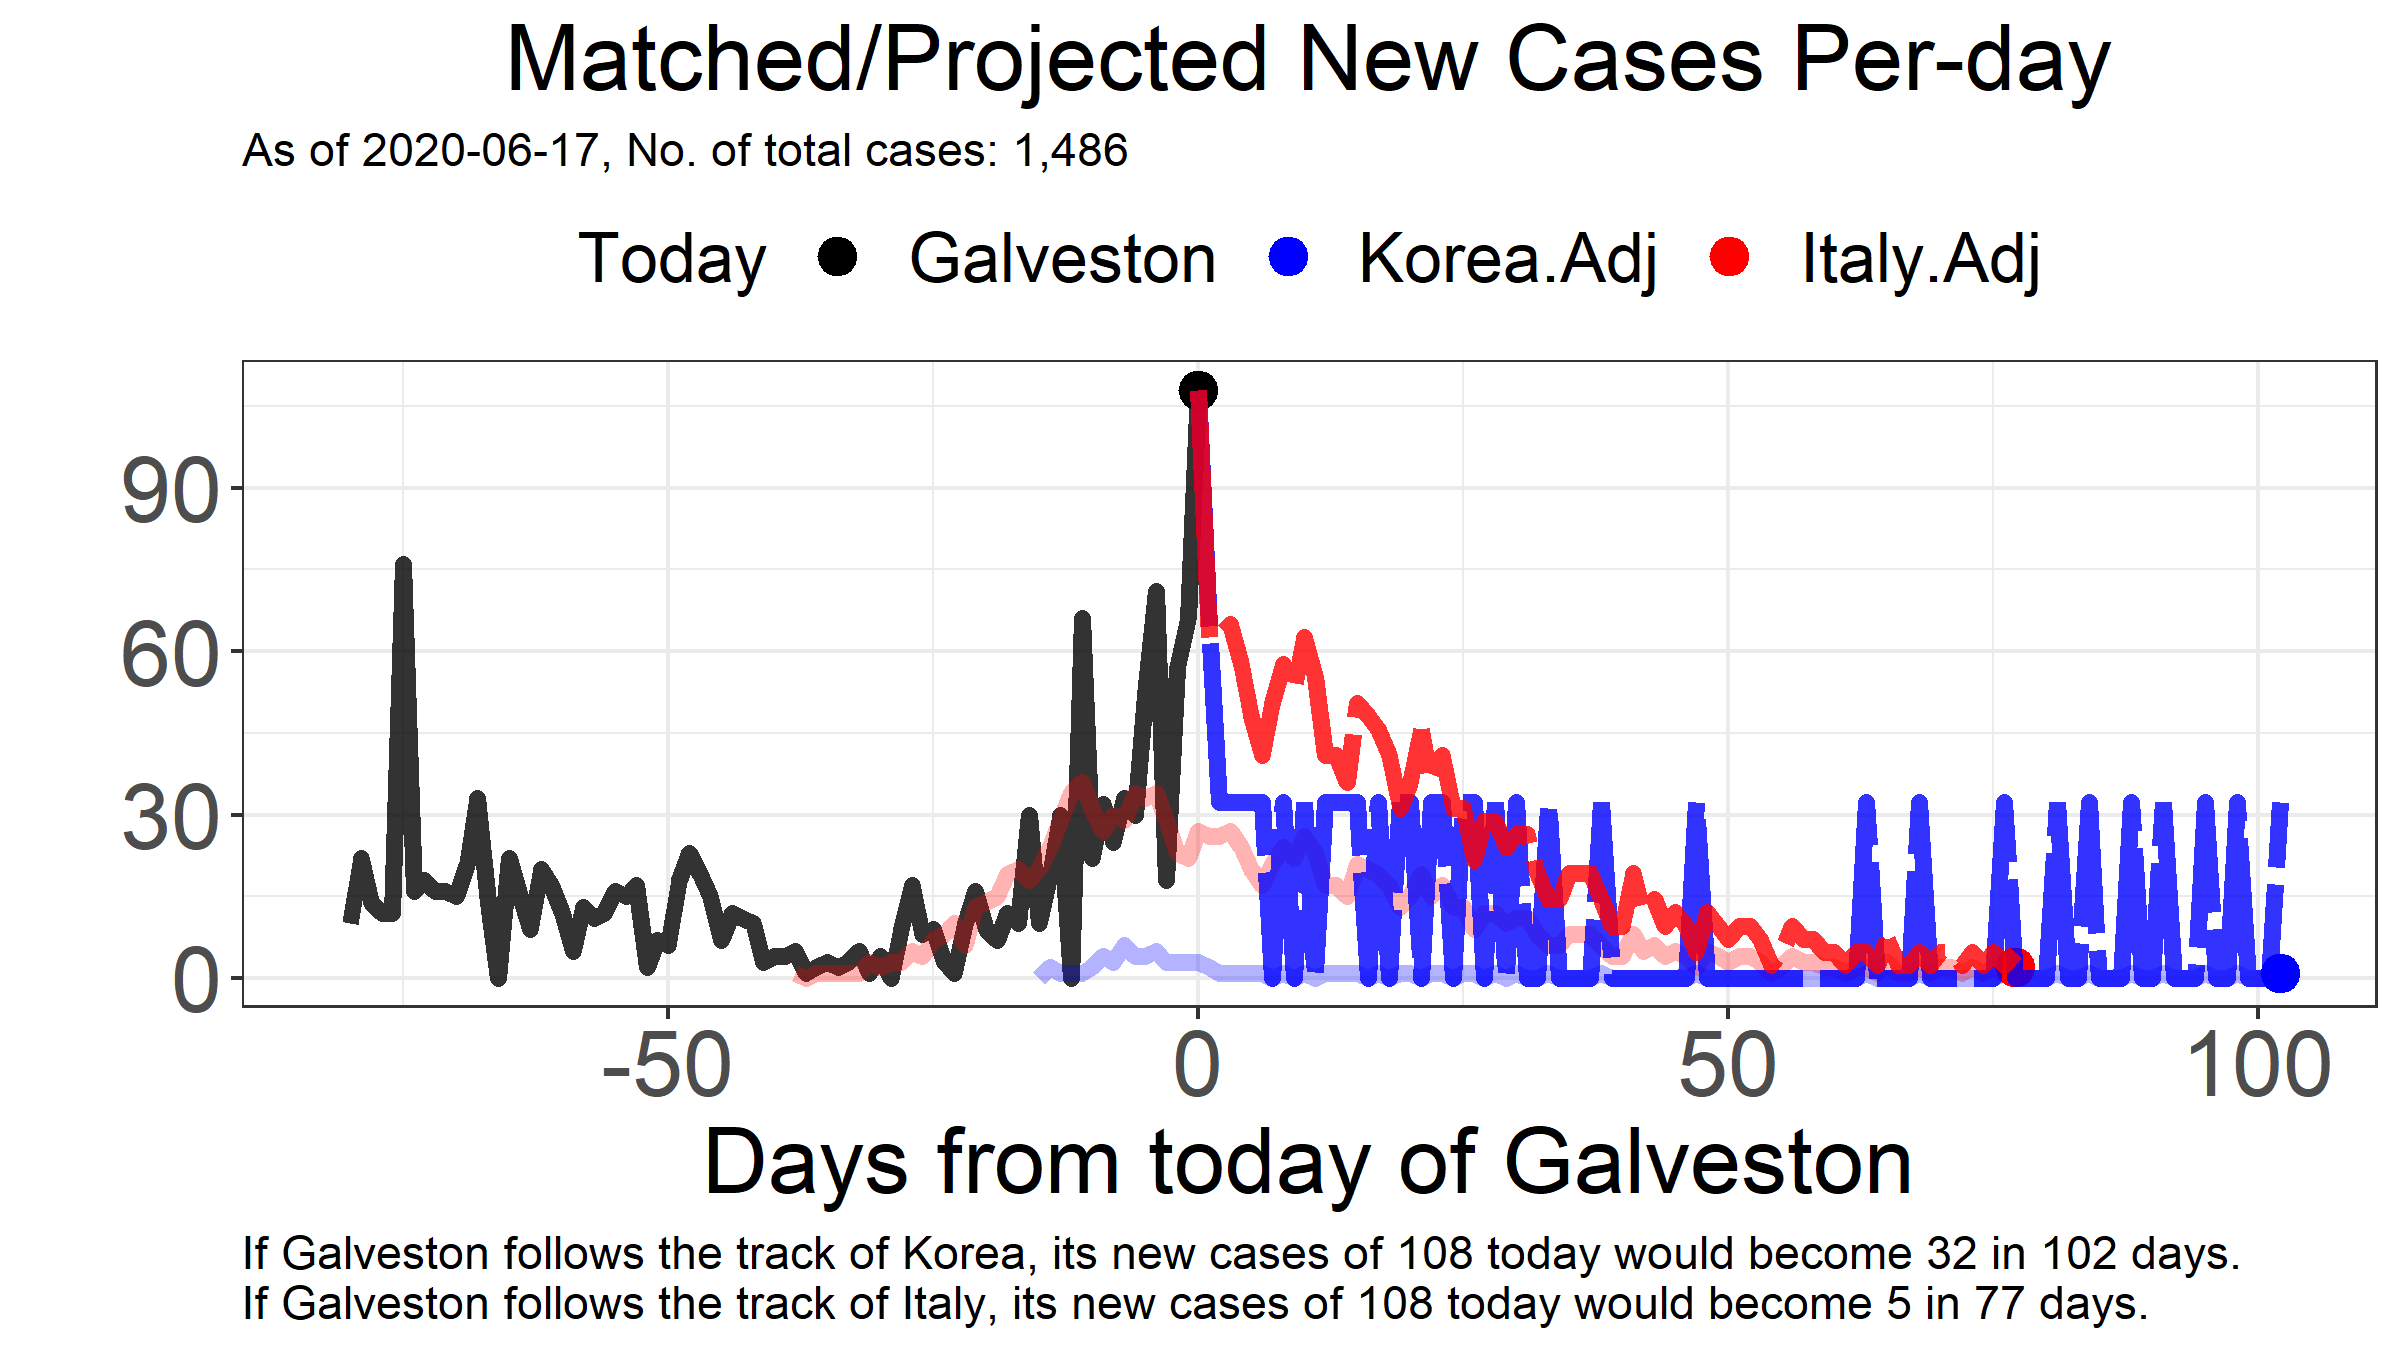 Matched/Projected New Cases Per-day
As of 2020-06-17, No. of total cases: 1,486
Today Galveston Korea.Adj Italy.Adj
90
60
30
0
-50 0 50 100
Days from today of Galveston
If Galveston follows the track of Korea, its new cases of 108 today would become 32 in 102 days.
If Galveston follows the track of Italy, its new cases of 108 today would become 5 in 77 days.